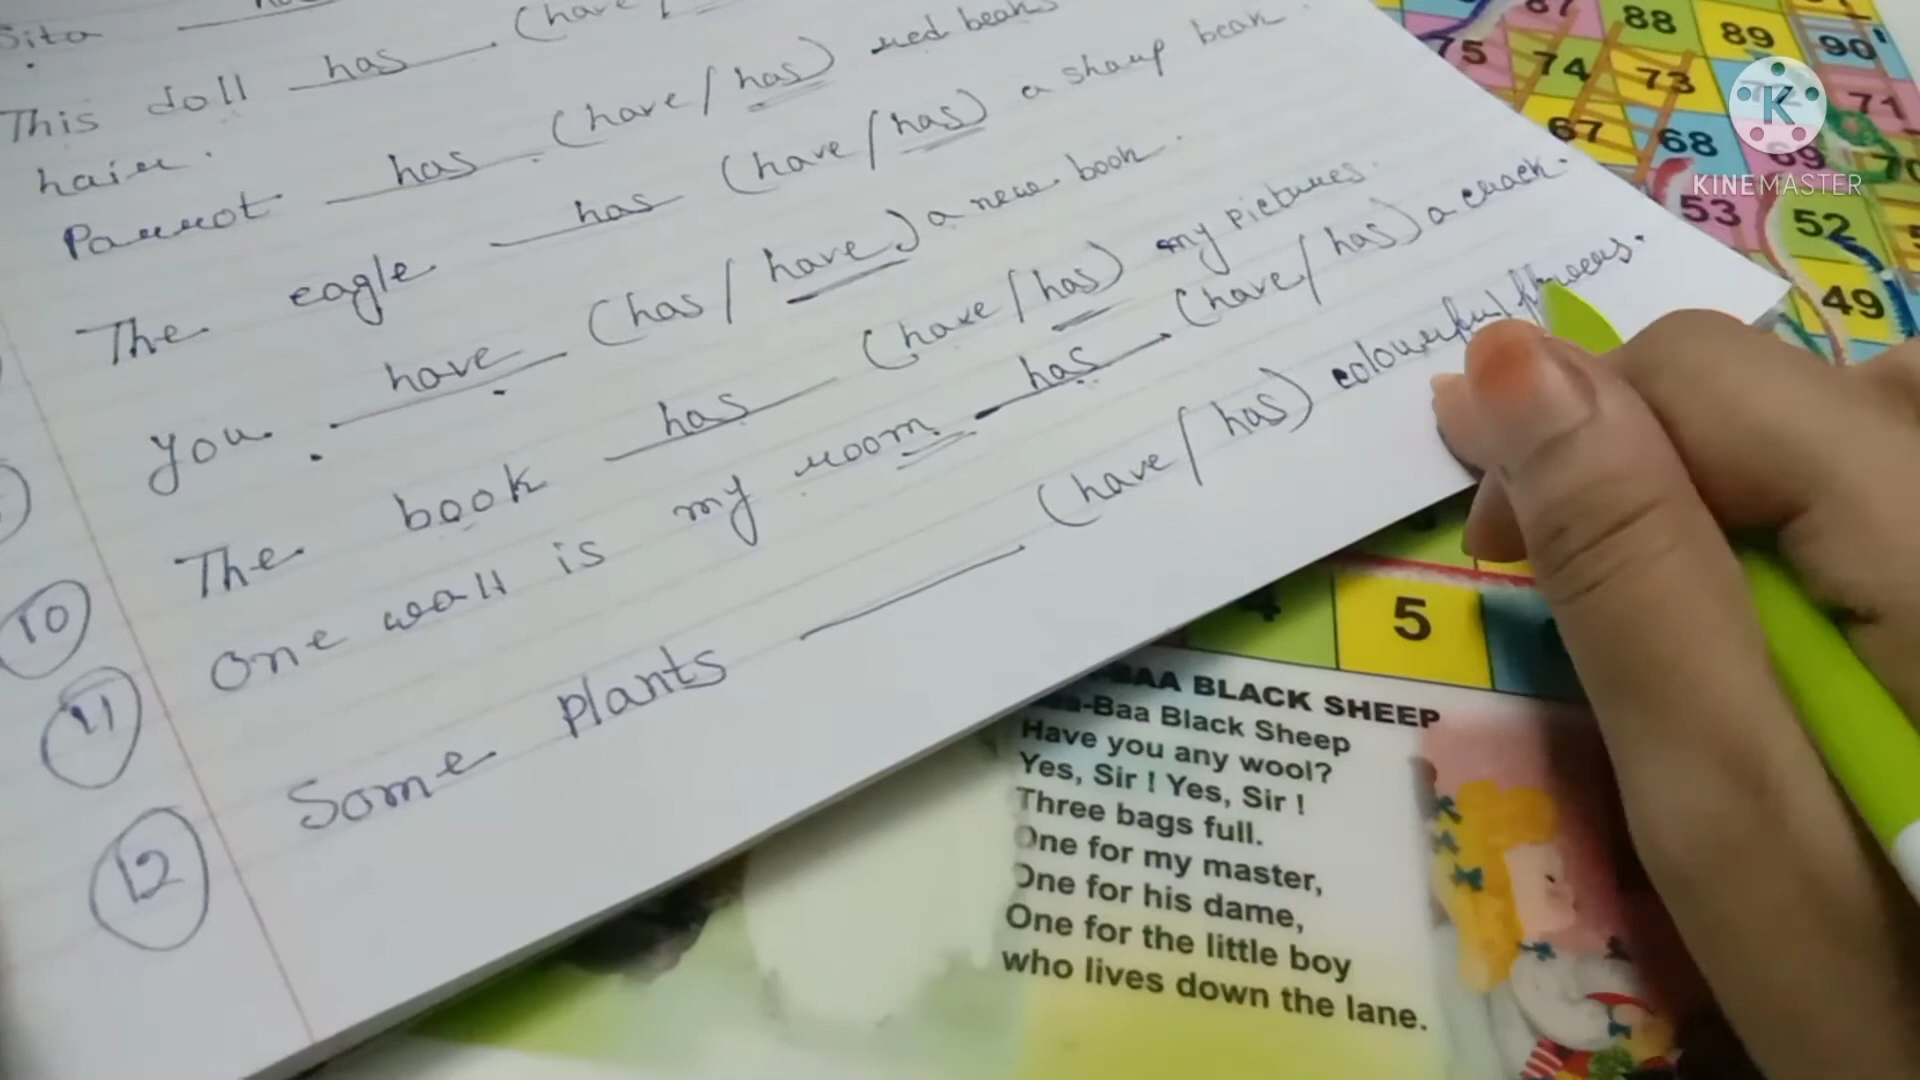 Sita
This doll has (have
hair.
Parrot has (have/has) red beak
The eagle has (have/has) a sharp beak.
You have (has/have) a new book.
The book has (have/has) my pictures.
10
One wall is my room has (have/has) a crack.
11
Some plants (have/has) colourful flowers.
12
87 88 89 90
75 74 73 72 71
67 68 69 70
53 52
49
K
KINEMASTER
4 5
BAA BLACK SHEEP
-Baa Black Sheep
Have you any wool?
Yes, Sir ! Yes, Sir !
Three bags full.
One for my master,
One for his dame,
One for the little boy
who lives down the lane.